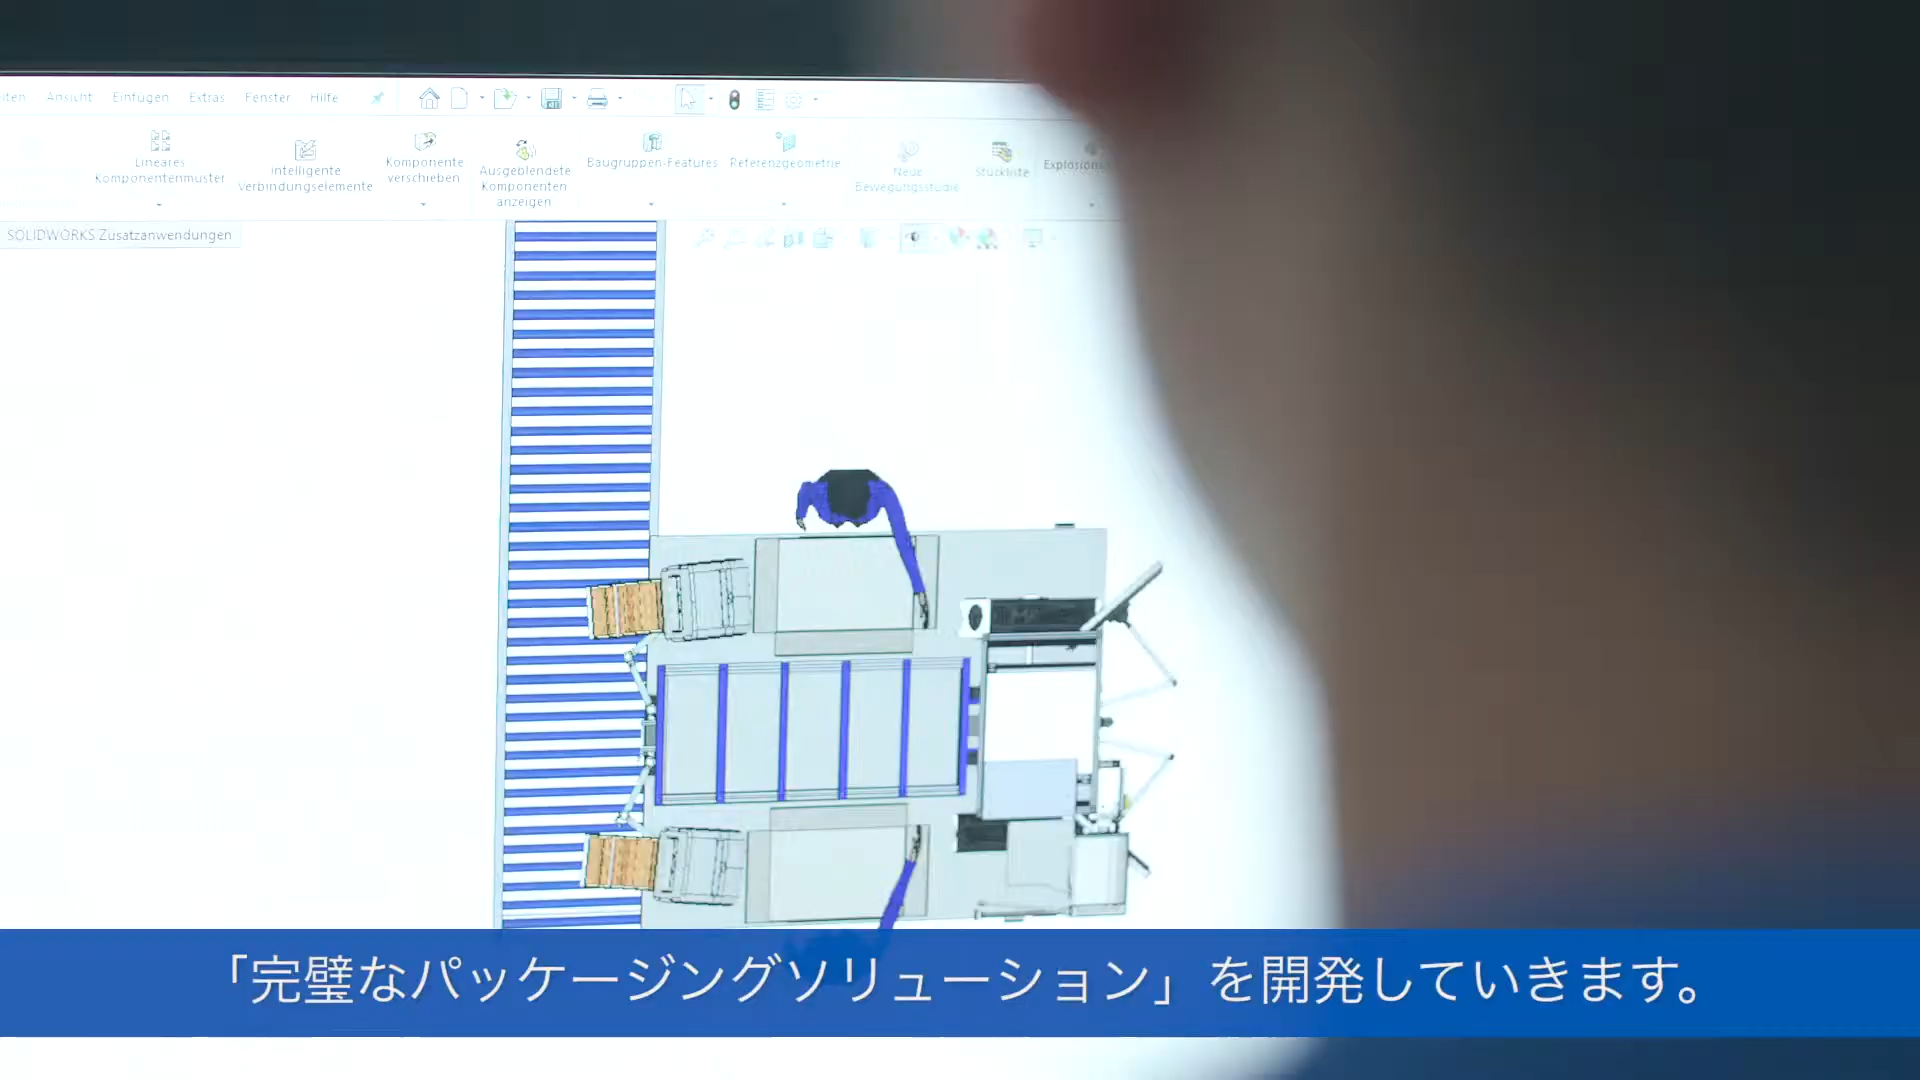 Ansicht Einfügen Extras Fenster Hilfe
Lineares
Komponentenmuster
Intelligente
Verbindungselemente
Komponente
verschieben
Ausgeblendete
Komponenten
anzeigen
Baugruppen-Features
Referenzgeometrie
Neue
Bewegungsstudie
Stückliste
SOLIDWORKS Zusatzanwendungen
「完璧なパッケージングソリューション」を開発していきます。